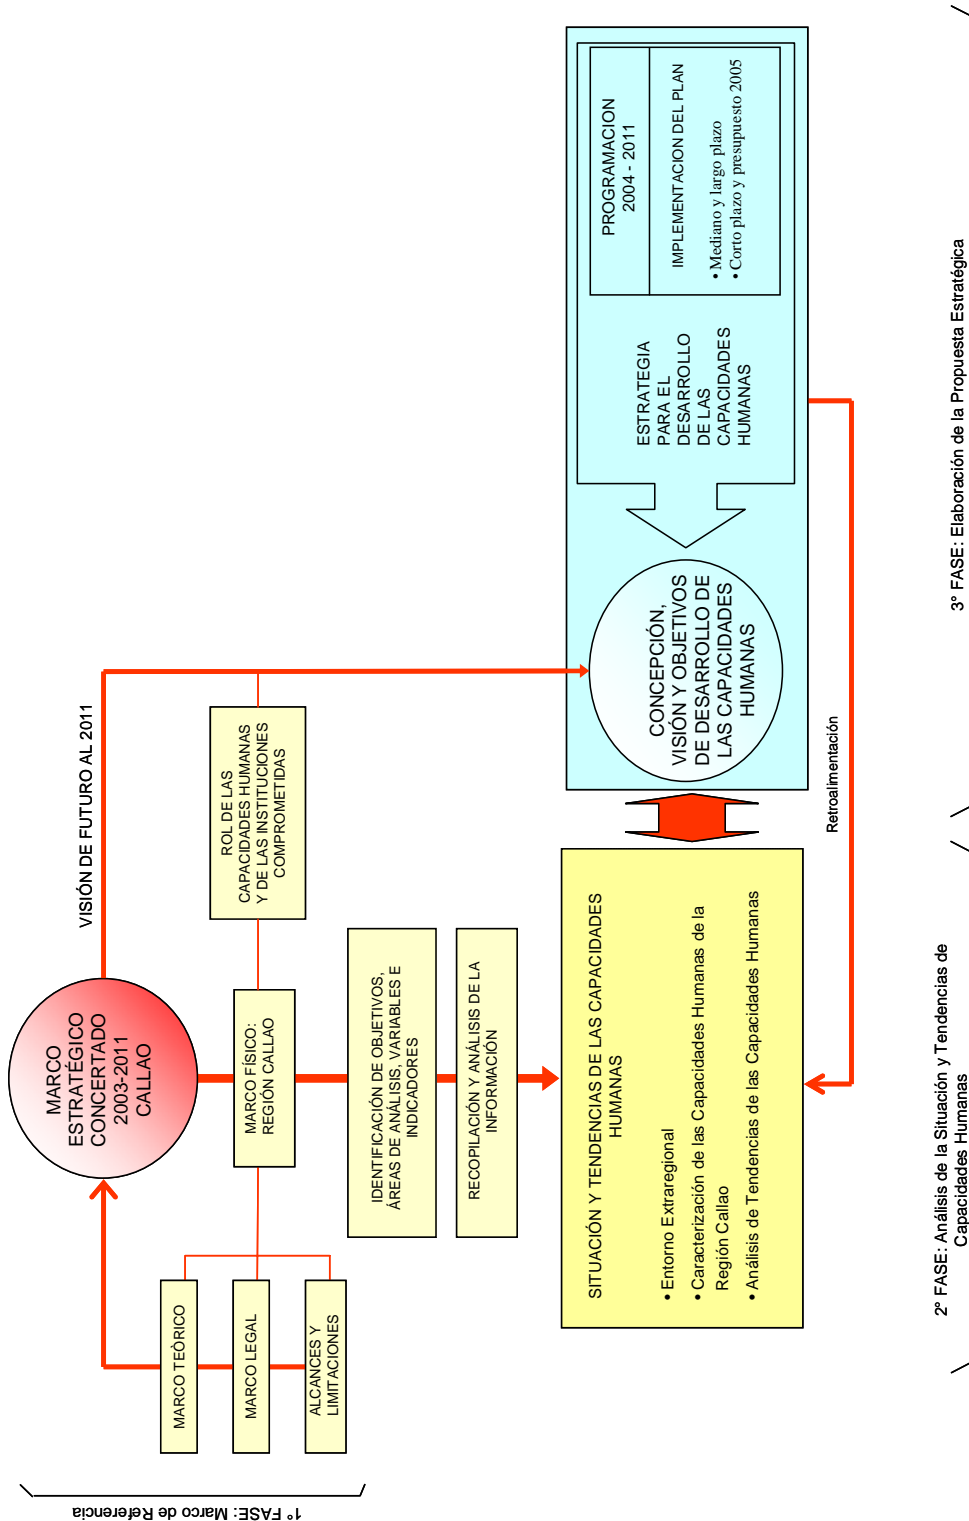 1° FASE: Marco de Referencia
MARCO TEÒRICO
MARCO LEGAL
ALCANCES Y
LIMITACIONES
MARCO
ESTRATÉGICO
CONCERTADO
2003-2011
CALLAO
VISIÓN DE FUTURO AL 2011
MARCO FÍSICO:
REGIÓN CALLAO
ROL DE LAS
CAPACIDADES HUMANAS
Y DE LAS INSTITUCIONES
COMPROMETIDAS
IDENTIFICACIÓN DE OBJETIVOS,
ÁREAS DE ANÁLISIS, VARIABLES E
INDICADORES
RECOPILACIÓN Y ANÁLISIS DE LA
INFORMACIÓN
SITUACIÓN Y TENDENCIAS DE LAS CAPACIDADES
HUMANAS
• Entorno Extraregional
• Caracterización de las Capacidades Humanas de la
Región Callao
• Análisis de Tendencias de las Capacidades Humanas
CONCEPCIÓN,
VISIÓN Y OBJETIVOS
DE DESARROLLO DE
LAS CAPACIDADES
HUMANAS
ESTRATEGIA
PARA EL
DESARROLLO
DE LAS
CAPACIDADES
HUMANAS
PROGRAMACION
2004 - 2011
IMPLEMENTACION DEL PLAN
• Mediano y largo plazo
• Corto plazo y presupuesto 2005
Retroalimentación
2° FASE: Análisis de la Situación y Tendencias de
Capacidades Humanas
3° FASE: Elaboración de la Propuesta Estratégica